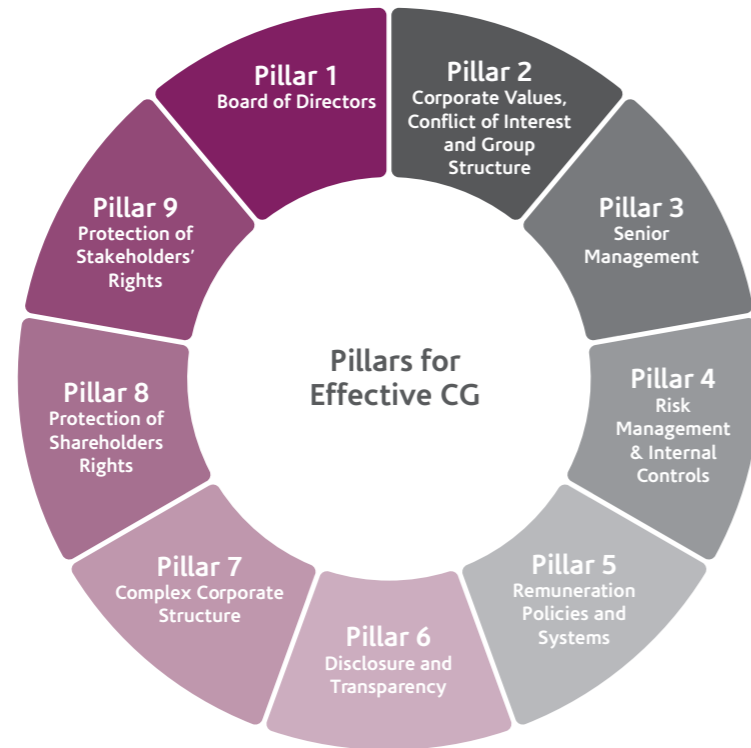 Pillar 1
Board of Directors
Pillar 2
Corporate Values,
Conflict of Interest
and Group
Structure
Pillar 3
Senior
Management
Pillar 4
Risk
Management
& Internal
Controls
Pillar 5
Remuneration
Policies and
Systems
Pillar 6
Disclosure and
Transparency
Pillar 7
Complex Corporate
Structure
Pillar 8
Protection of
Shareholders
Rights
Pillar 9
Protection of
Stakeholders’
Rights
Pillars for
Effective CG